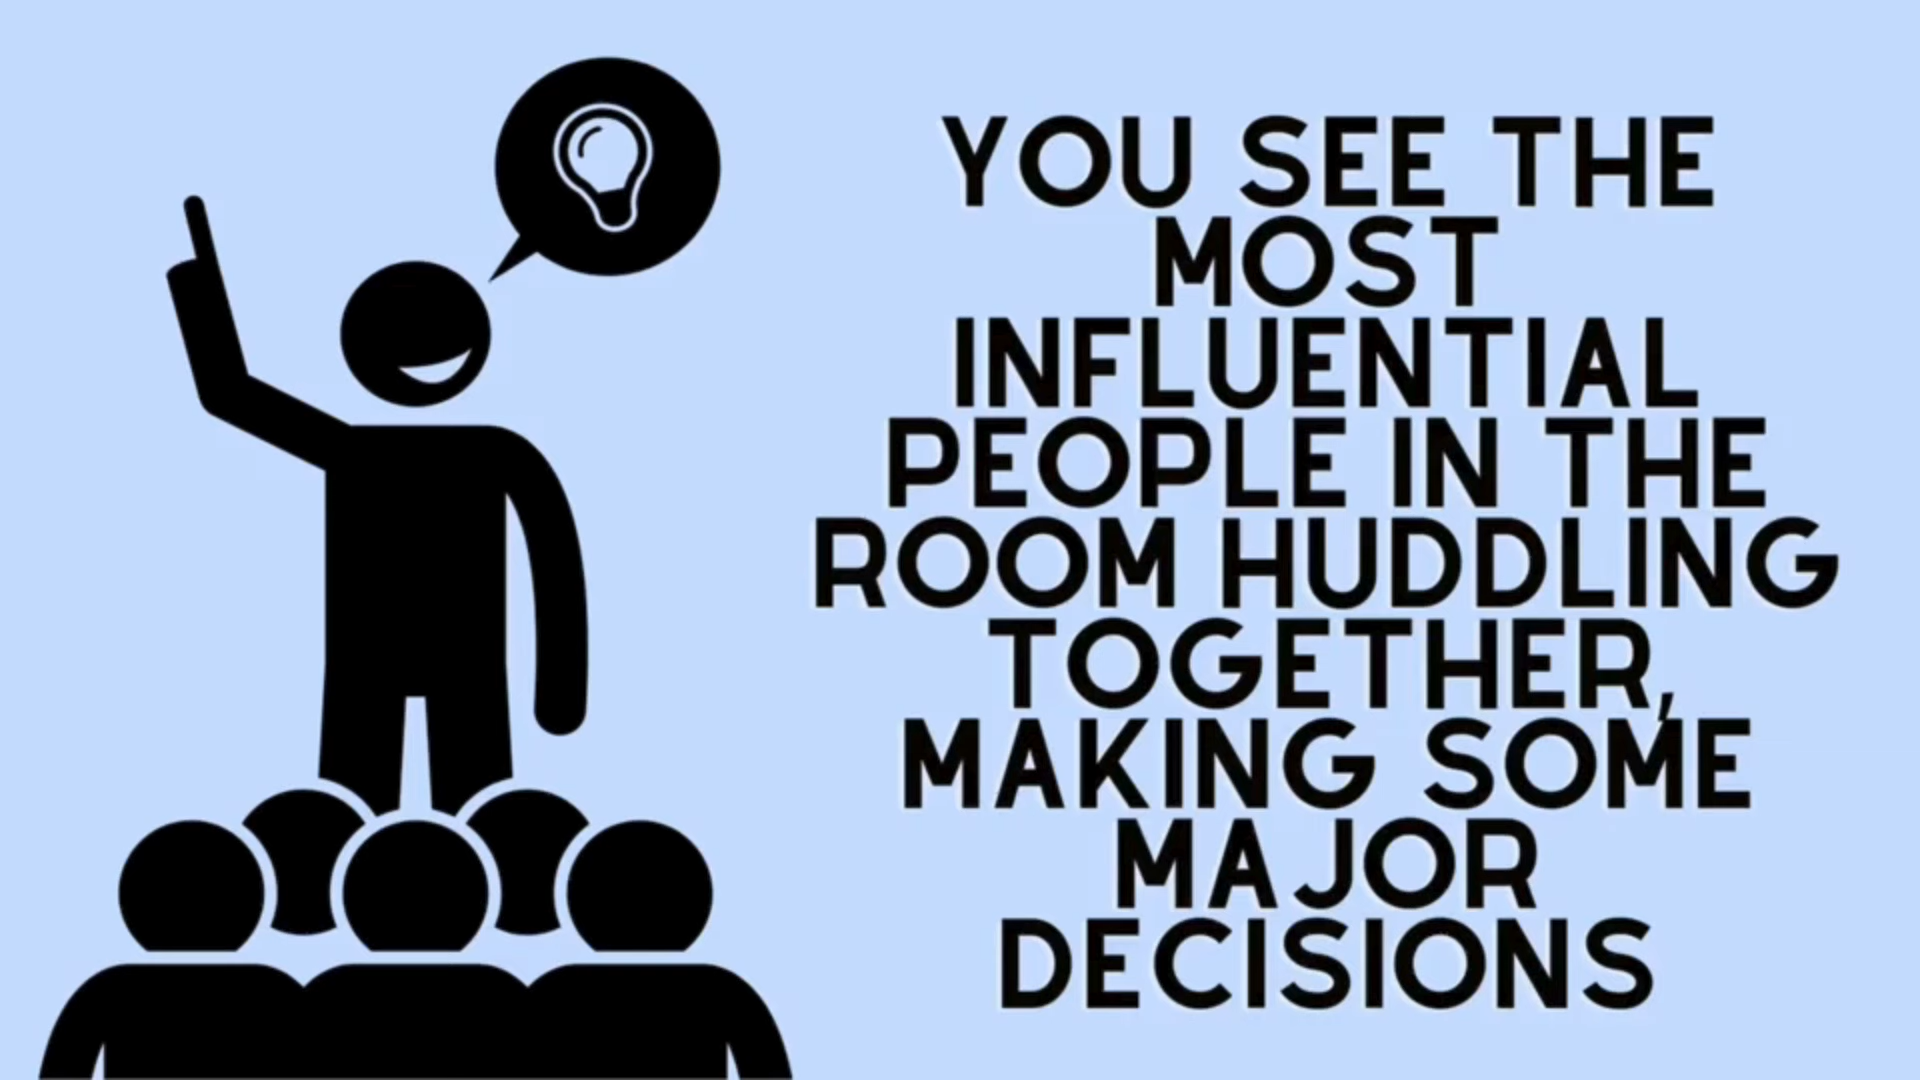 YOU SEE THE
MOST
INFLUENTIAL
PEOPLE IN THE
ROOM HUDDLING
TOGETHER,
MAKING SOME
MAJOR
DECISIONS